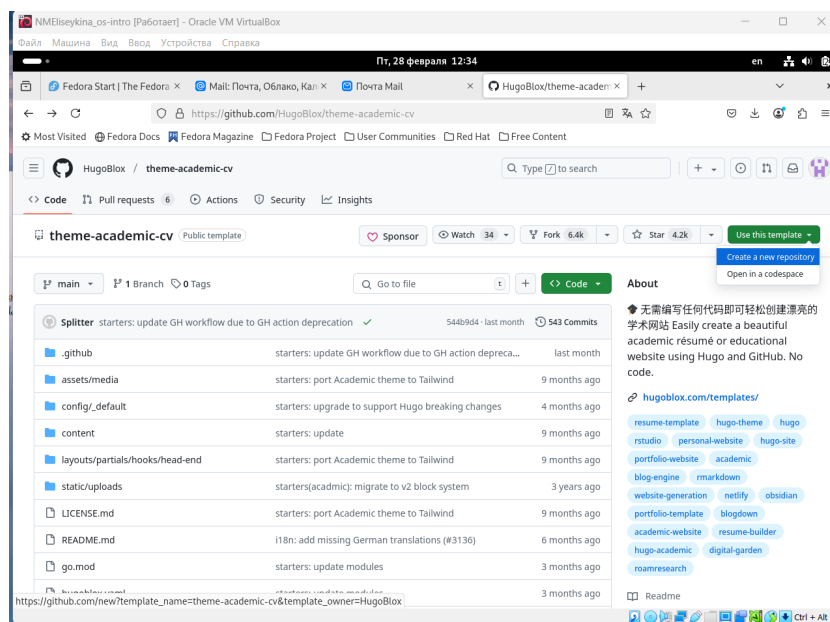 NMEliseykina_os-intro [Работает] - Oracle VM VirtualBox
Файл Машина Вид Ввод Устройства Справка
Пт, 28 февраля 12:34 en
Fedora Start | The Fedora Mail: Почта, Облако, Кал Почта Mail HugoBlox/theme-academ
https://github.com/HugoBlox/theme-academic-cv
Most Visited Fedora Docs Fedora Magazine Fedora Project User Communities Red Hat Free Content
HugoBlox / theme-academic-cv Type / to search
Code Pull requests 6 Actions Security Insights
theme-academic-cv Public template Sponsor Watch 34 Fork 6.4k Star 4.2k Use this template
Create a new repository
Open in a codespace
main 1 Branch 0 Tags Go to file t Code
Splitter starters: update GH workflow due to GH action deprecation 544b9d4 · last month 543 Commits
.github starters: update GH workflow due to GH action depreca... last month
assets/media starters: port Academic theme to Tailwind 9 months ago
config/_default starters: upgrade to support Hugo breaking changes 4 months ago
content starters: update 9 months ago
layouts/partials/hooks/head-end starters: port Academic theme to Tailwind 9 months ago
static/uploads starters(acadmic): migrate to v2 block system 3 years ago
LICENSE.md starters: port Academic theme to Tailwind 9 months ago
README.md i18n: add missing German translations (#3136) 6 months ago
go.mod starters: update modules 3 months ago
hugoblox.yaml starters: update modules 3 months ago
https://github.com/new?template_name=theme-academic-cv&template_owner=HugoBlox
About
无需编写任何代码即可轻松创建漂亮的
学术网站 Easily create a beautiful
academic résumé or educational
website using Hugo and GitHub. No
code.
hugoblox.com/templates/
resume-template hugo-theme hugo
rstudio personal-website hugo-site
portfolio-website academic
blog-engine rmarkdown
website-generation netlify obsidian
portfolio-template blogdown
academic-website resume-builder
hugo-academic digital-garden
roamresearch
Readme
Ctrl + Alt